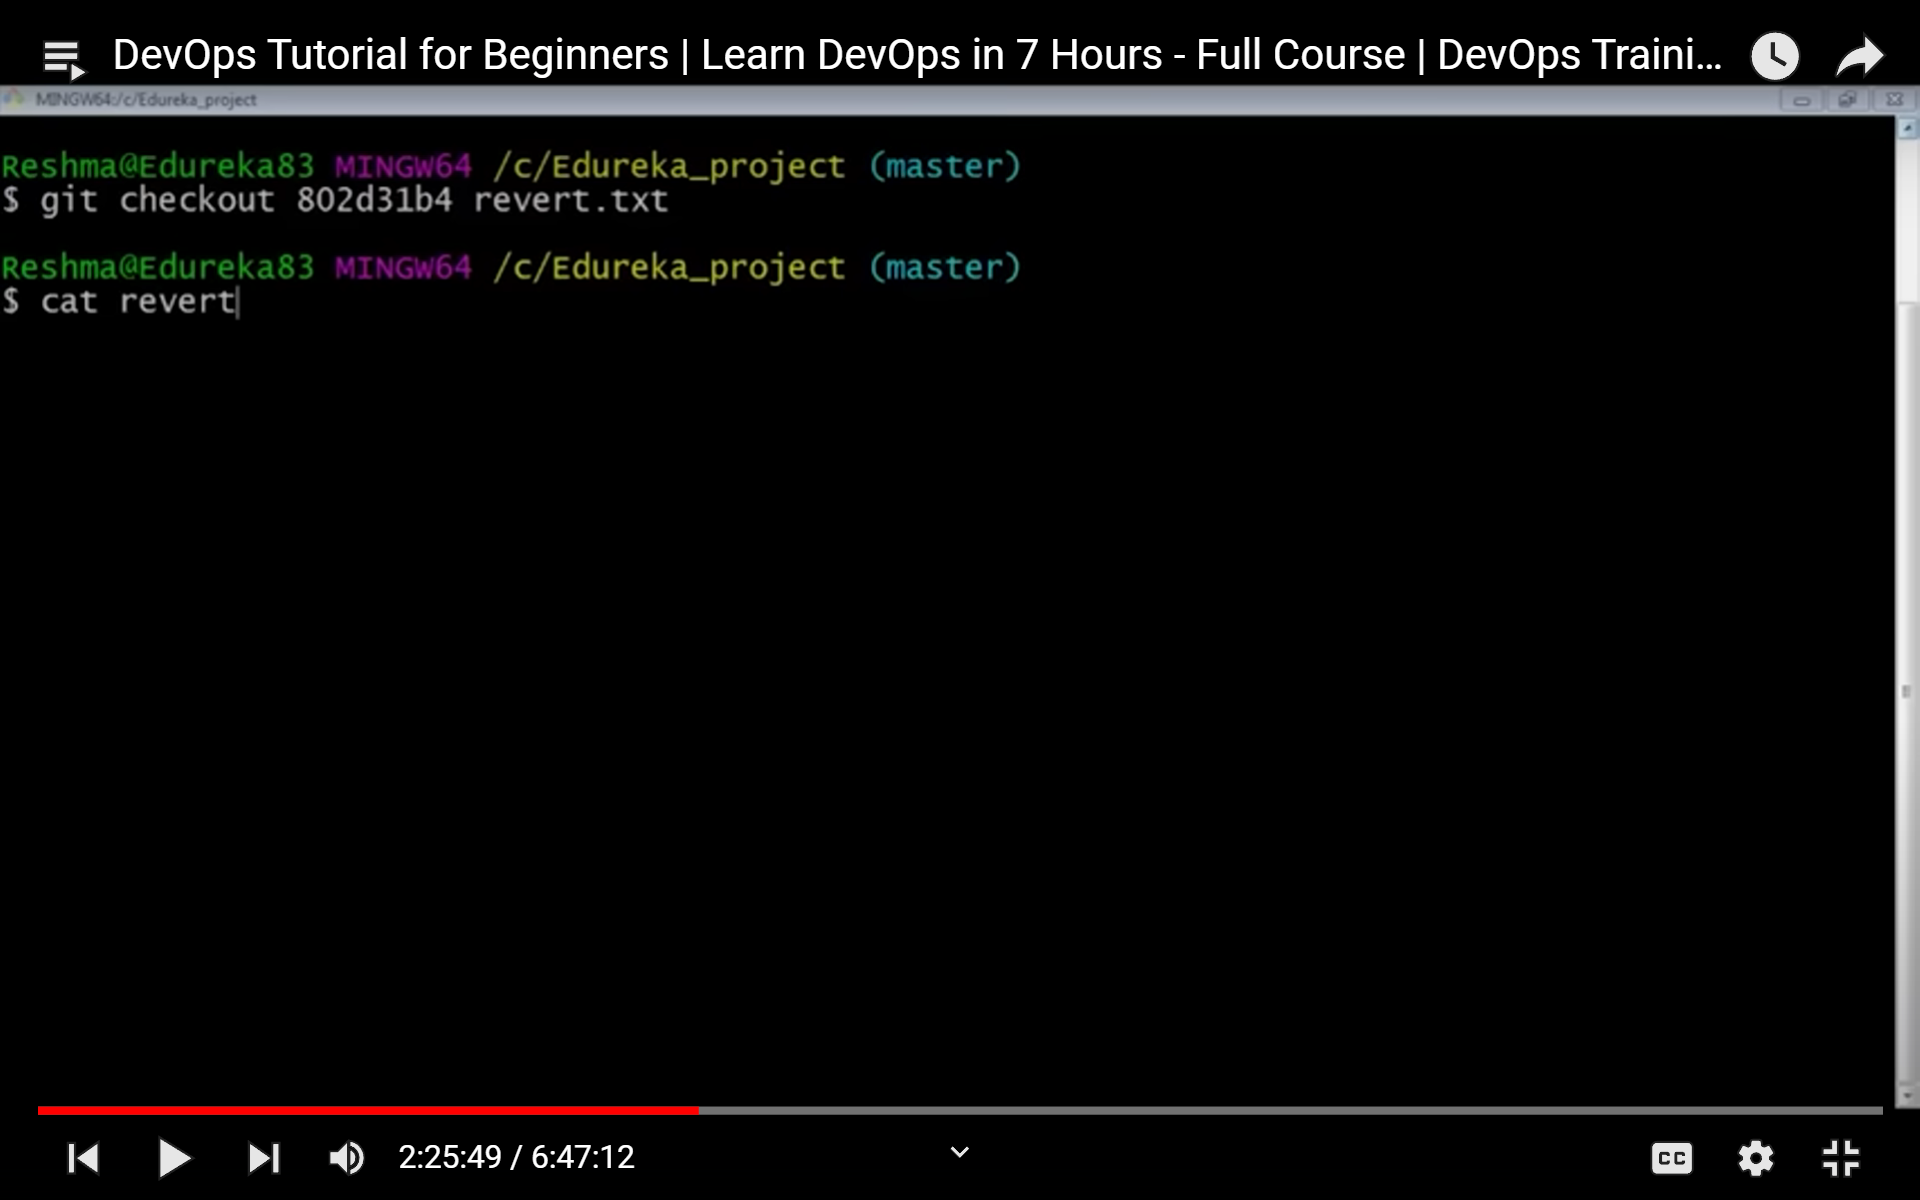 DevOps Tutorial for Beginners | Learn DevOps in 7 Hours - Full Course | DevOps Traini...
MINGW64:/c/Edureka_project
Reshma@Edureka83 MINGW64 /c/Edureka_project (master)
$ git checkout 802d31b4 revert.txt
Reshma@Edureka83 MINGW64 /c/Edureka_project (master)
$ cat revert
2:25:49 / 6:47:12
CC